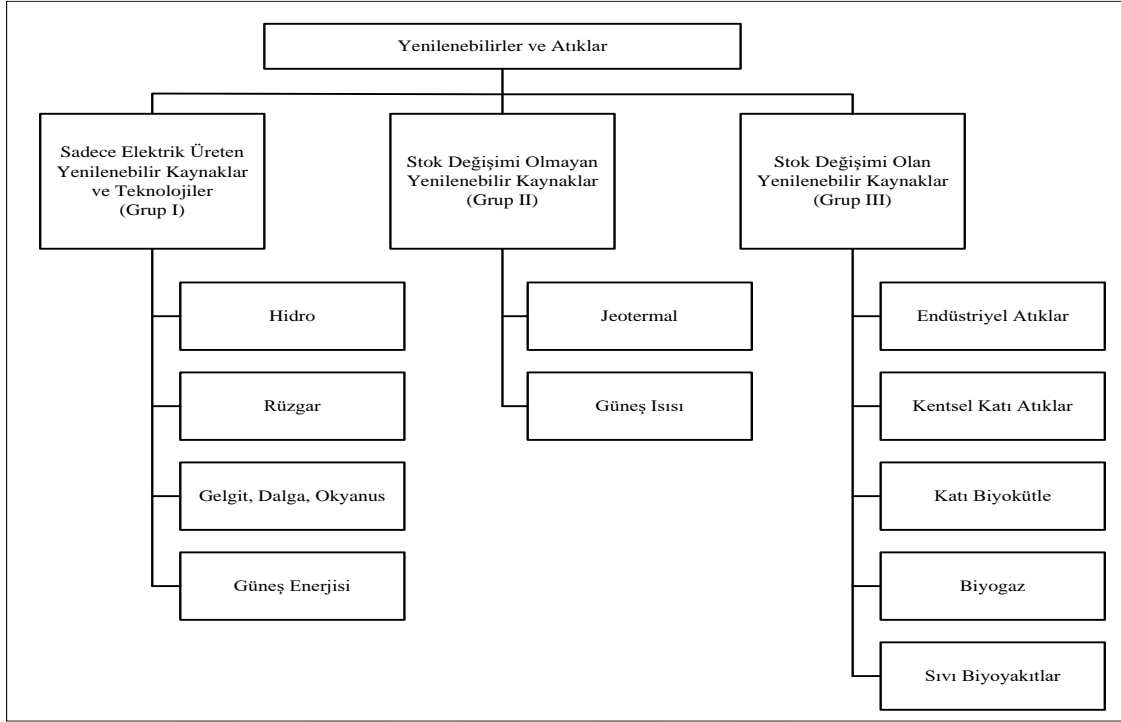 Yenilenebilirler ve Atıklar
Sadece Elektrik Üreten
Yenilenebilir Kaynaklar
ve Teknolojiler
(Grup I)
Hidro
Rüzgar
Gelgit, Dalga, Okyanus
Güneş Enerjisi
Stok Değişimi Olmayan
Yenilenebilir Kaynaklar
(Grup II)
Jeotermal
Güneş Isısı
Stok Değişimi Olan
Yenilenebilir Kaynaklar
(Grup III)
Endüstriyel Atıklar
Kentsel Katı Atıklar
Katı Biyokütle
Biyogaz
Sıvı Biyoyakıtlar